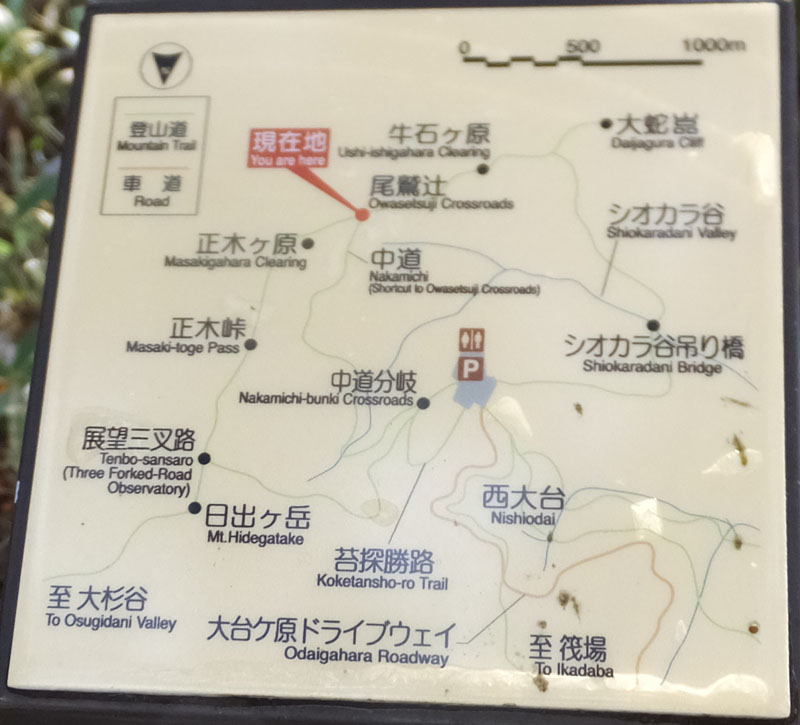 0 500 1000m
登山道
Mountain Trail
車 道
Road
現在地
You are here
牛石ヶ原
Ushi-ishigahara Clearing
大蛇嵓
Daijagura Cliff
尾鷲辻
Owasetsuji Crossroads
シオカラ谷
Shiokaradani Valley
正木ヶ原
Masakigahara Clearing
中道
Nakamichi
(Shortcut to Owasetsuji Crossroads)
正木峠
Masaki-toge Pass
P
シオカラ谷吊り橋
Shiokaradani Bridge
中道分岐
Nakamichi-bunki Crossroads
展望三叉路
Tenbo-sansaro
(Three Forked-Road
Observatory)
西大台
Nishiodai
日出ヶ岳
Mt.Hidegatake
苔探勝路
Koketansho-ro Trail
至 大杉谷
To Osugidani Valley
大台ケ原ドライブウェイ
Odaigahara Roadway
至 筏場
To Ikadaba